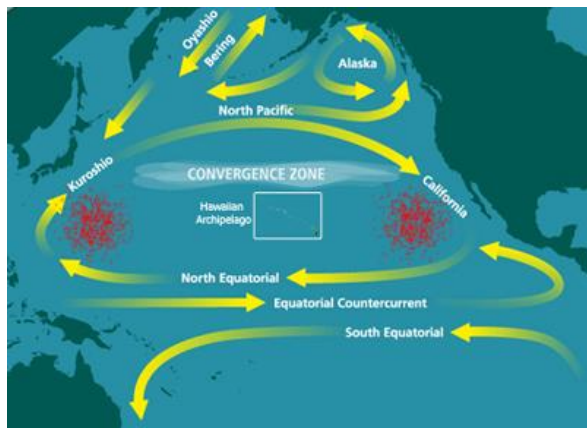 Oyashio
Bering
Alaska
North Pacific
Kuroshio
CONVERGENCE ZONE
California
Hawaiian
Archipelago
North Equatorial
Equatorial Countercurrent
South Equatorial